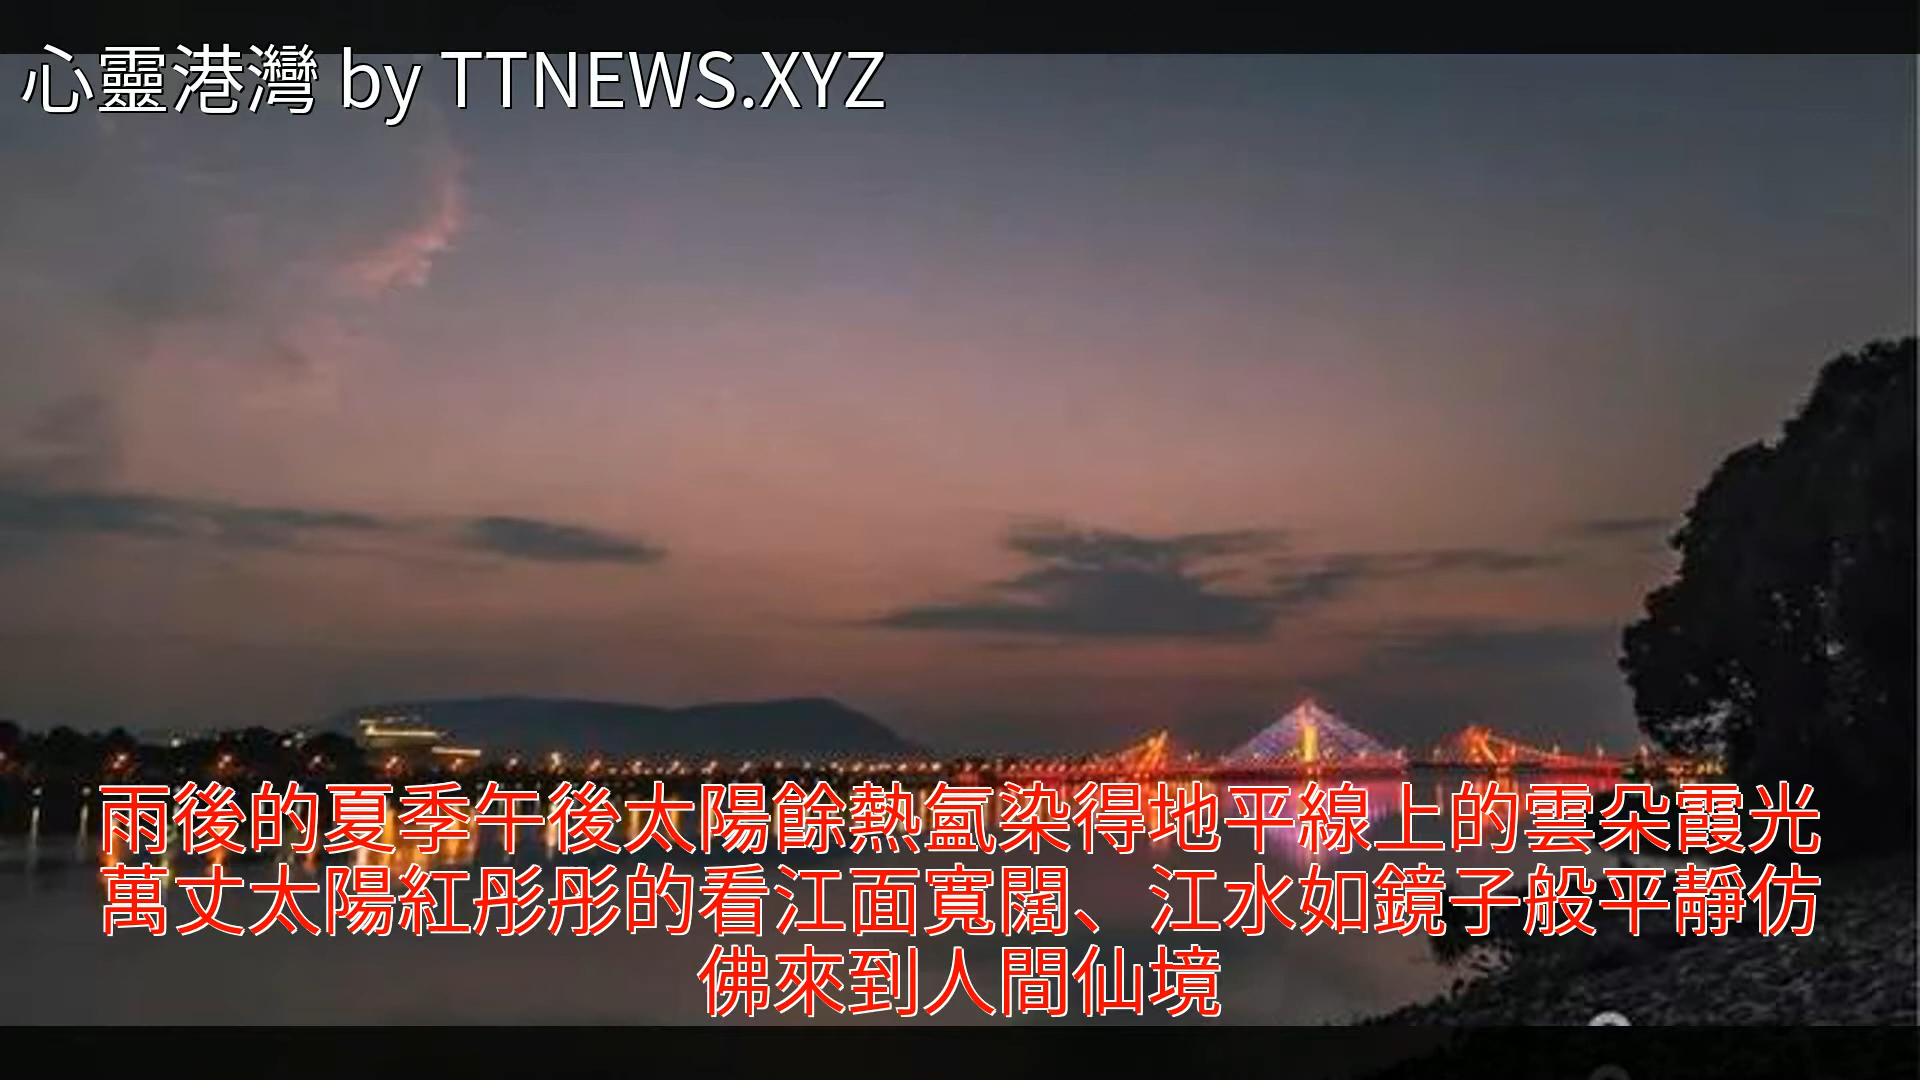 心靈港灣 by TTNEWS.XYZ
雨後的夏季午後太陽餘熱氳染得地平線上的雲朵霞光
萬丈太陽紅彤彤的看江面寬闊、江水如鏡子般平靜仿
佛來到人間仙境